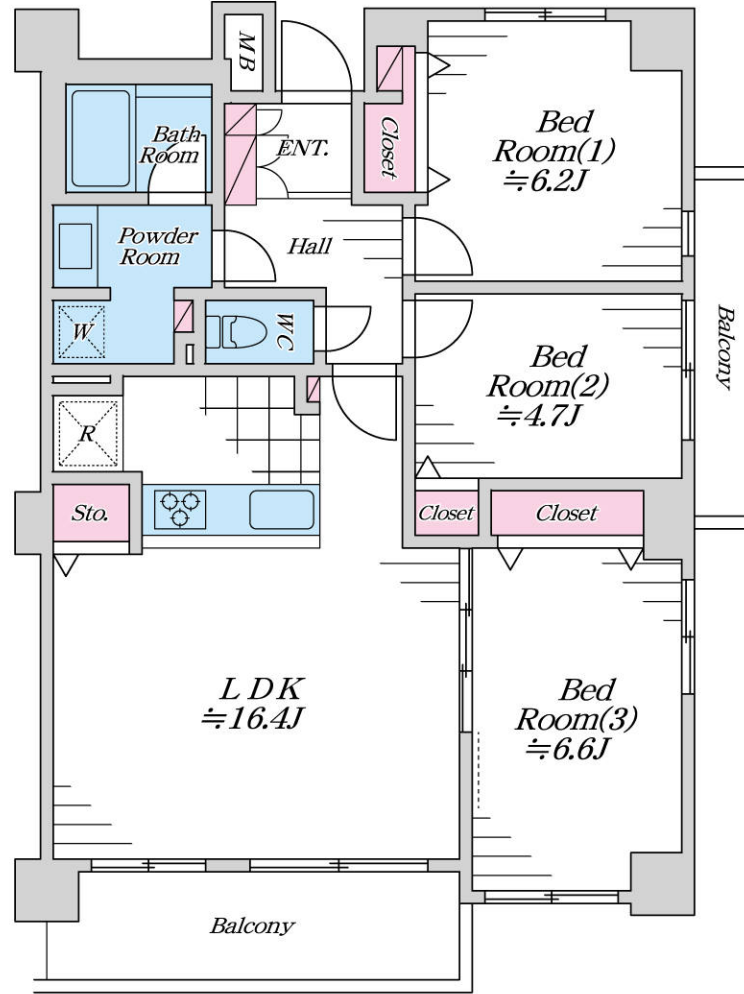 MB
Bath
Room
ENT.
Closet
Bed
Room(1)
≒6.2J
Powder
Room
Hall
W
WC
Bed
Room(2)
≒4.7J
Balcony
R
Sto.
Closet
Closet
LDK
≒16.4J
Bed
Room(3)
≒6.6J
Balcony